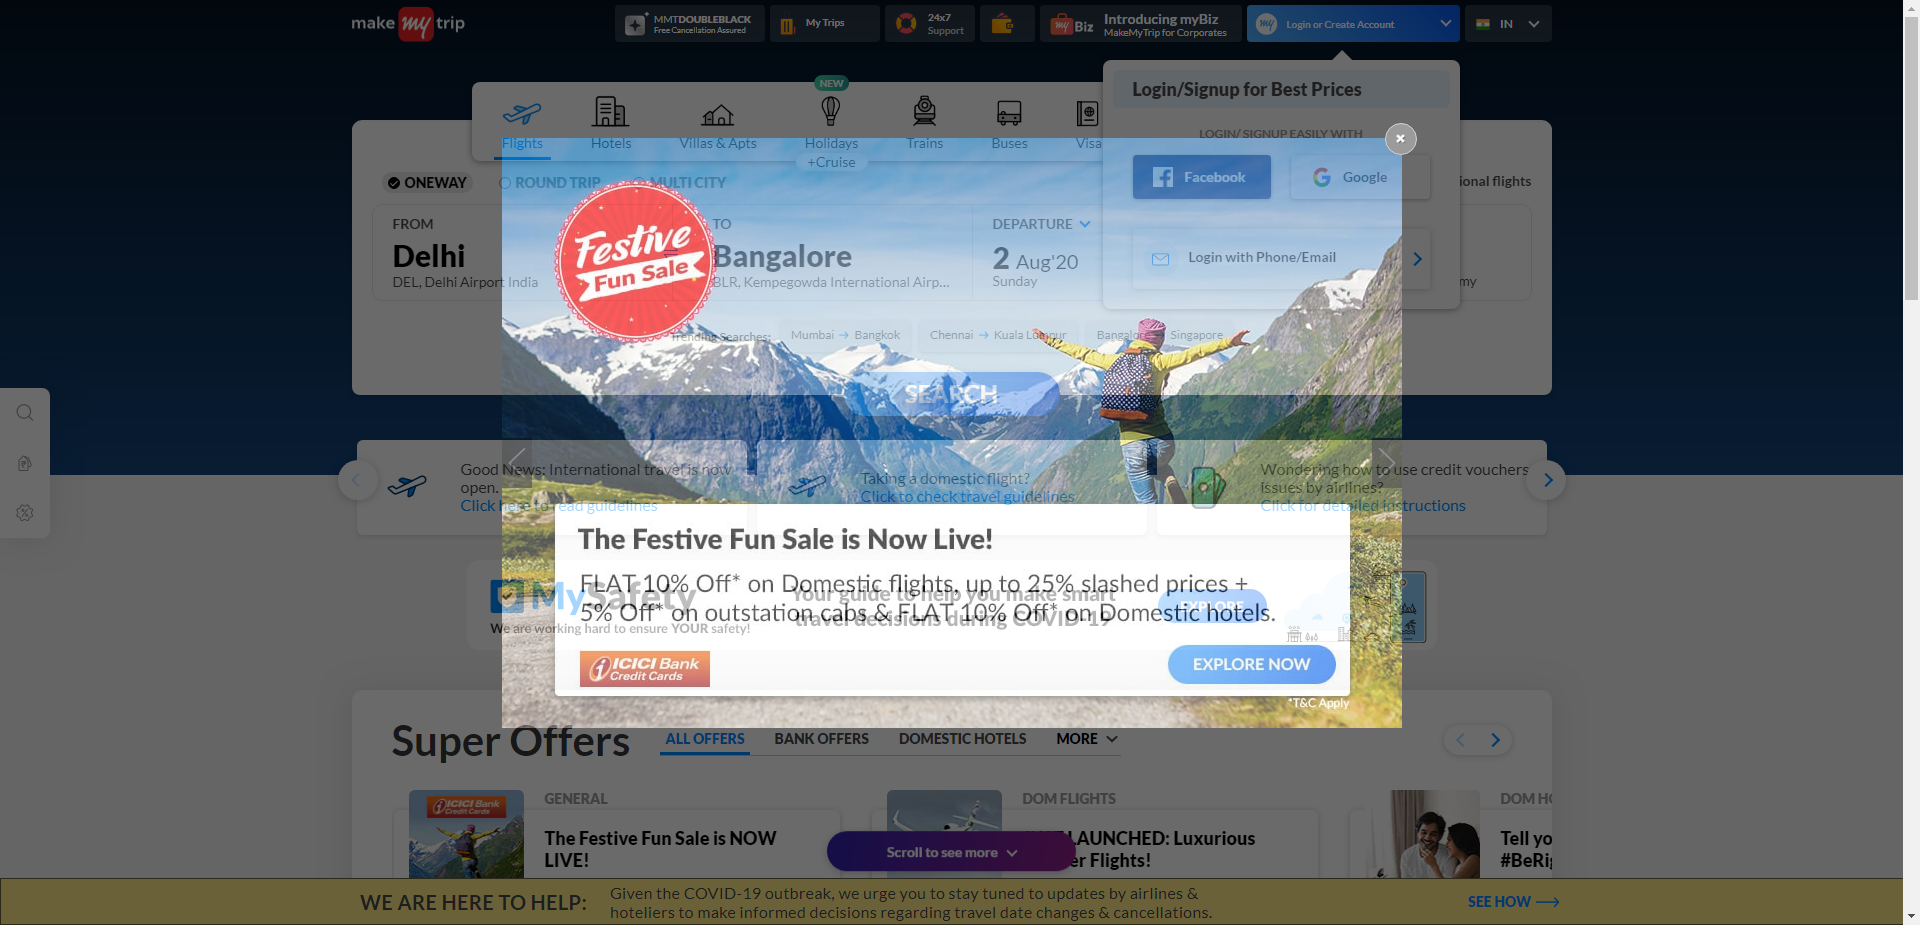 make my trip
MMTDOUBLEBLACK
Free Cancellation Assured
My Trips
24x7
Support
my Biz
Introducing myBiz
MakeMyTrip for Corporates
my
Login or Create Account
IN
Login/Signup for Best Prices
LOGIN/ SIGNUP EASILY WITH
Facebook
Google
Login with Phone/Email
NEW
Flights
Hotels
Villas & Apts
Holidays
+Cruise
Trains
Buses
Visa
ONEWAY
ROUND TRIP
MULTI CITY
ional flights
FROM
Delhi
DEL, Delhi Airport India
TO
Bangalore
BLR, Kempegowda International Airp...
DEPARTURE
2 Aug'20
Sunday
my
Festive
Fun Sale
Trending Searches:
Mumbai → Bangkok
Chennai → Kuala Lumpur
Bangalore
Singapore
SEARCH
Good News: International travel is now
open.
Click here to read guidelines
Taking a domestic flight?
Click to check travel guidelines
Wondering how to use credit vouchers
issues by airlines?
Click for detailed instructions
The Festive Fun Sale is Now Live!
FLAT 10% Off* on Domestic flights, up to 25% slashed prices +
5% Off* on outstation cabs & FLAT 10% Off* on Domestic hotels.
MySafety
We are working hard to ensure YOUR safety!
Your guide to help you make smart
travel decisions during COVID-19
EXPLORE
ICICI Bank
Credit Cards
EXPLORE NOW
*T&C Apply
Super Offers
ALL OFFERS
BANK OFFERS
DOMESTIC HOTELS
MORE
ICICI Bank
Credit Cards
GENERAL
The Festive Fun Sale is NOW
LIVE!
DOM FLIGHTS
LAUNCHED: Luxurious
er Flights!
DOM HO
Tell yo
#BeRig
Scroll to see more
WE ARE HERE TO HELP:
Given the COVID-19 outbreak, we urge you to stay tuned to updates by airlines &
hoteliers to make informed decisions regarding travel date changes & cancellations.
SEE HOW